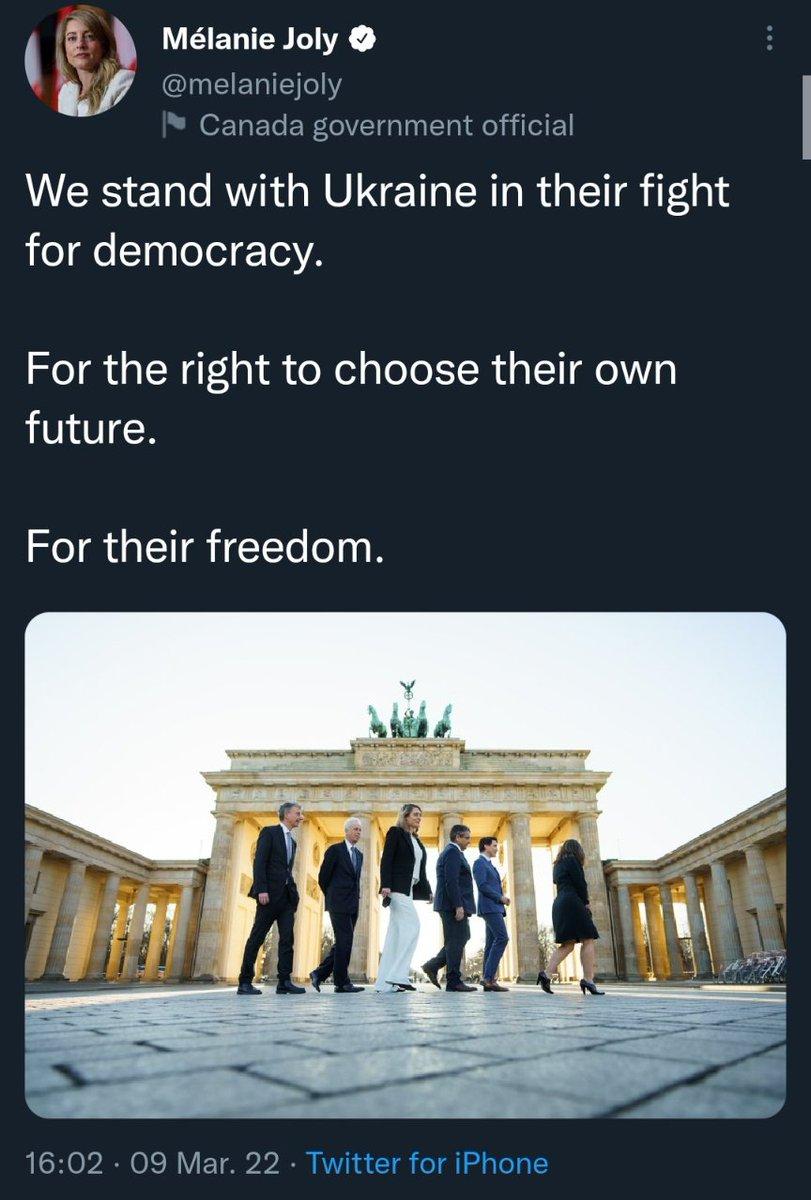 Mélanie Joly
@melaniejoly
Canada government official
We stand with Ukraine in their fight
for democracy.
For the right to choose their own
future.
For their freedom.
16:02 · 09 Mar. 22 · Twitter for iPhone